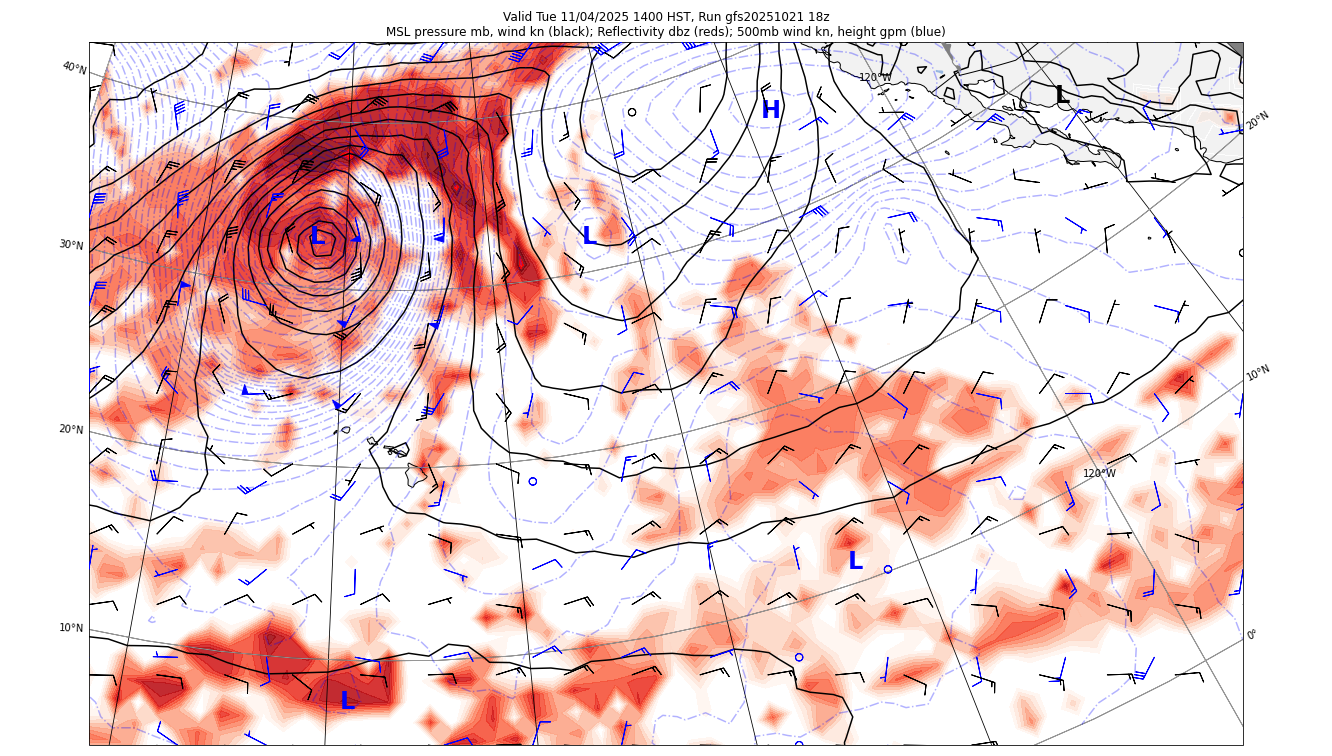 Valid Tue 11/04/2025 1400 HST, Run gfs20251021 18z
MSL pressure mb, wind kn (black); Reflectivity dbz (reds); 500mb wind kn, height gpm (blue)
40°N
120°W
L
H
20°N
30°N
L
L
10°N
20°N
120°W
L
10°N
0°
L